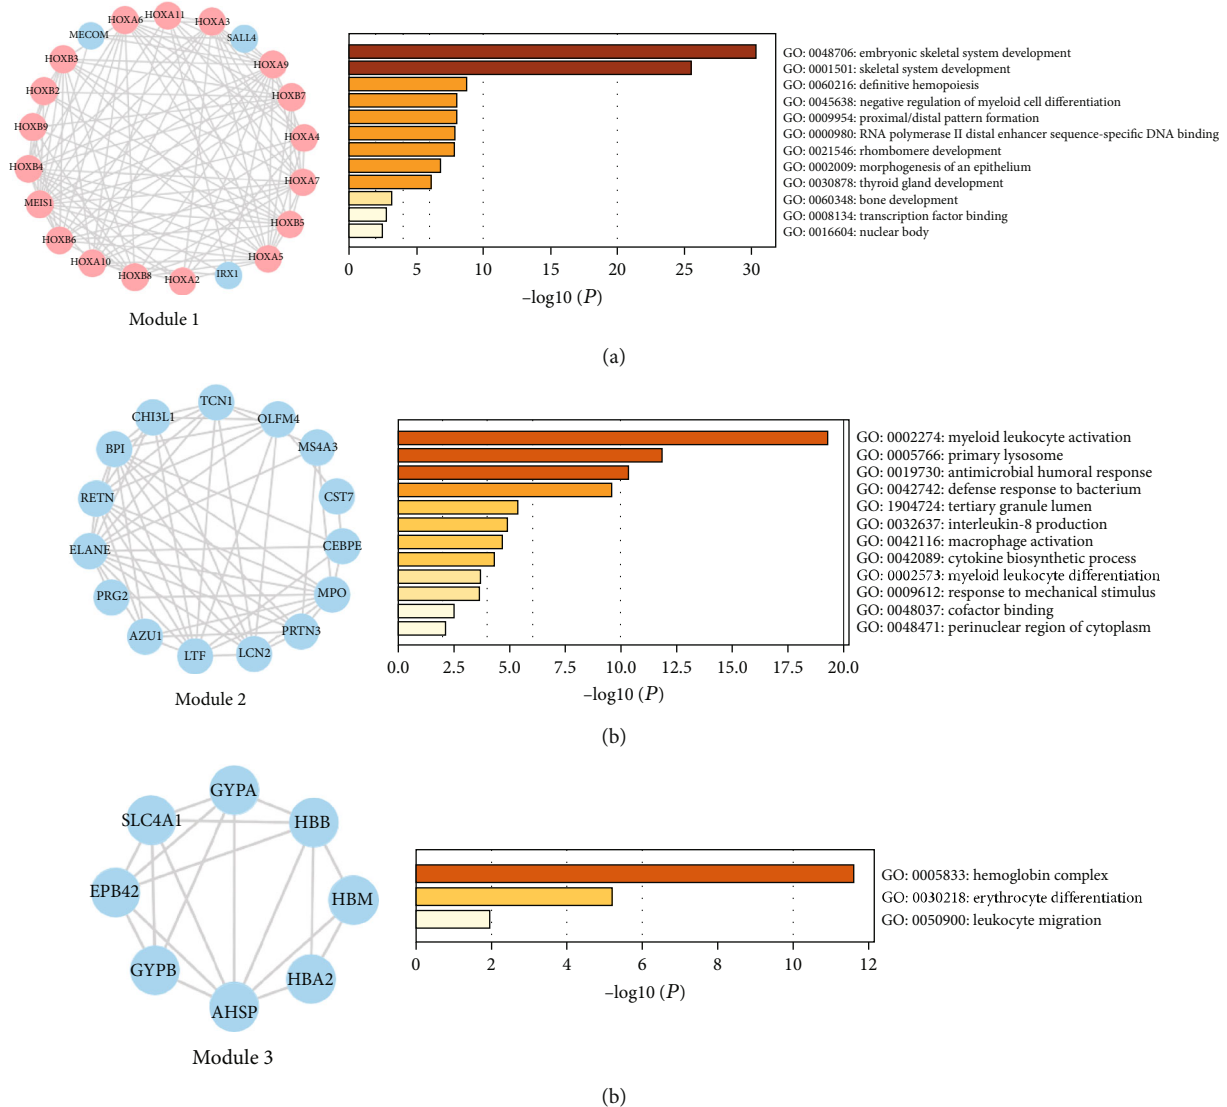 HOXA6
HOXA11
HOXA3
MECOM
SALL4
HOXB3
HOXA9
HOXB2
HOXB7
HOXB9
HOXA4
HOXB4
HOXA7
MEIS1
HOXB5
HOXB6
HOXA5
HOXA10
HOXB8
HOXA2
IRX1
Module 1
GO: 0048706: embryonic skeletal system development
GO: 0001501: skeletal system development
GO: 0060216: definitive hemopoiesis
GO: 0045638: negative regulation of myeloid cell differentiation
GO: 0009954: proximal/distal pattern formation
GO: 0000980: RNA polymerase II distal enhancer sequence-specific DNA binding
GO: 0021546: rhombomere development
GO: 0002009: morphogenesis of an epithelium
GO: 0030878: thyroid gland development
GO: 0060348: bone development
GO: 0008134: transcription factor binding
GO: 0016604: nuclear body
0 5 10 15 20 25 30
–log10 (P)
(a)
TCN1
CHI3L1
OLFM4
BPI
MS4A3
RETN
CST7
ELANE
CEBPE
PRG2
MPO
AZU1
PRTN3
LTF
LCN2
Module 2
GO: 0002274: myeloid leukocyte activation
GO: 0005766: primary lysosome
GO: 0019730: antimicrobial humoral response
GO: 0042742: defense response to bacterium
GO: 1904724: tertiary granule lumen
GO: 0032637: interleukin-8 production
GO: 0042116: macrophage activation
GO: 0042089: cytokine biosynthetic process
GO: 0002573: myeloid leukocyte differentiation
GO: 0009612: response to mechanical stimulus
GO: 0048037: cofactor binding
GO: 0048471: perinuclear region of cytoplasm
0.0 2.5 5.0 7.5 10.0 12.5 15.0 17.5 20.0
–log10 (P)
(b)
GYPA
SLC4A1
HBB
EPB42
HBM
GYPB
HBA2
AHSP
Module 3
GO: 0005833: hemoglobin complex
GO: 0030218: erythrocyte differentiation
GO: 0050900: leukocyte migration
0 2 4 6 8 10 12
–log10 (P)
(b)